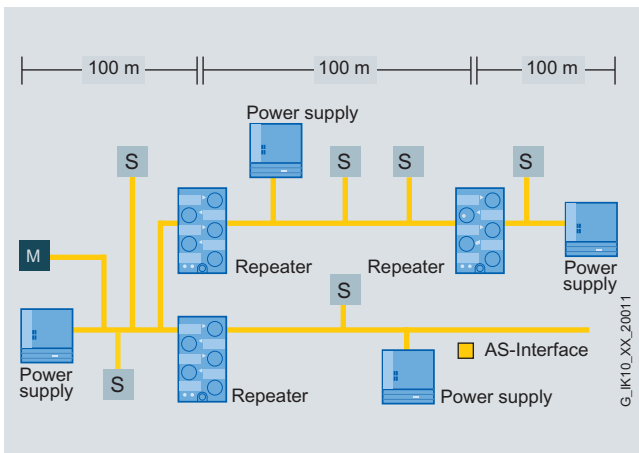 100 m
100 m
100 m
Power supply
S
S
S
S
M
Repeater
Repeater
Power
supply
S
AS-Interface
Power
supply
S
Repeater
Power supply
G_IK10_XX_20011